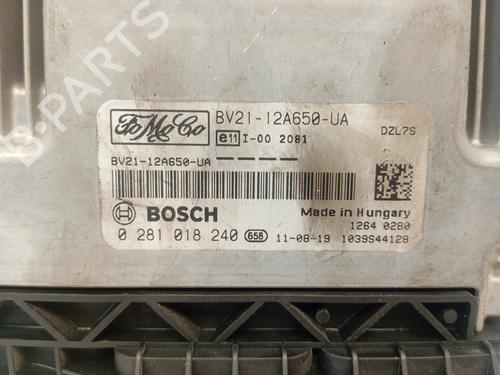 B-PARTS
FoMoCo
BV21-12A650-UA
e11 I-00 2081
DZL7S
BV21-12A650-UA
BOSCH
Made in Hungary
1264 0280
0 281 018 240 658 11-08-19 1039S44128